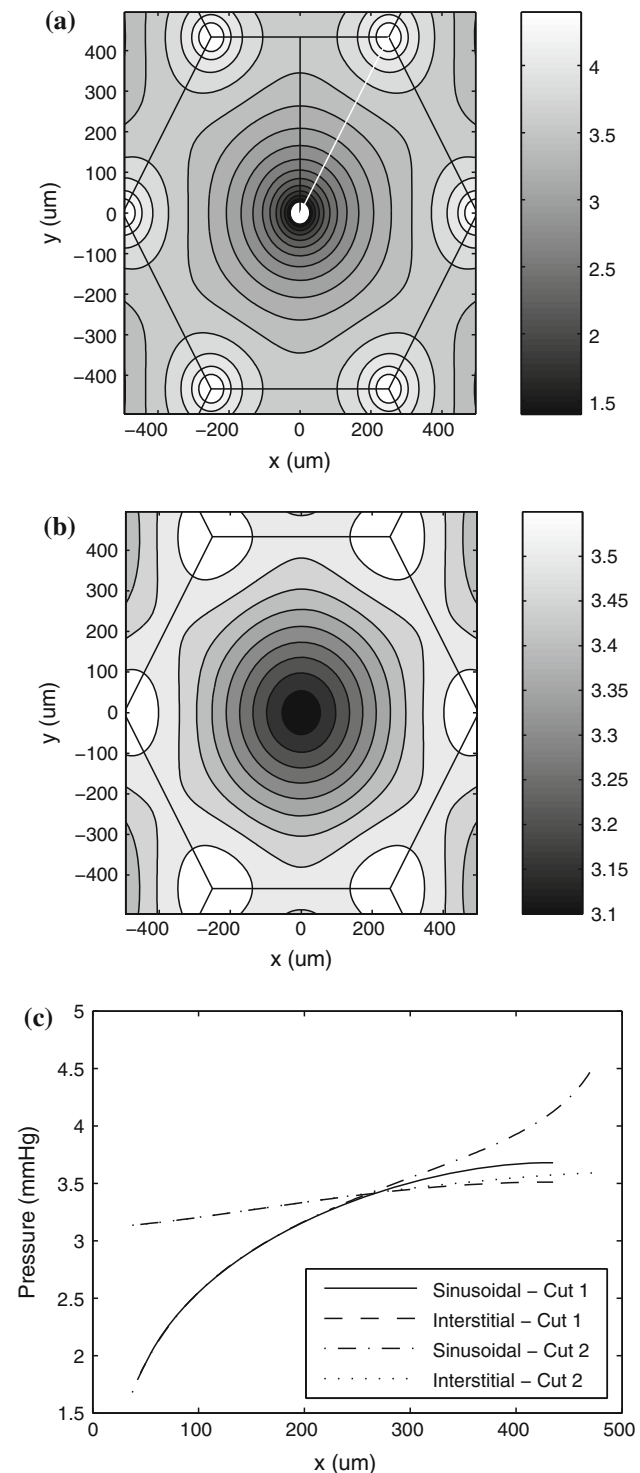 (a)
y (um)
400
300
200
100
0
−100
−200
−300
−400
−400 −200 0 200 400
x (um)
4
3.5
3
2.5
2
1.5
(b)
y (um)
400
300
200
100
0
−100
−200
−300
−400
−400 −200 0 200 400
x (um)
3.5
3.45
3.4
3.35
3.3
3.25
3.2
3.15
3.1
(c)
Pressure (mmHg)
5
4.5
4
3.5
3
2.5
2
1.5
0 100 200 300 400 500
x (um)
Sinusoidal − Cut 1
Interstitial − Cut 1
Sinusoidal − Cut 2
Interstitial − Cut 2